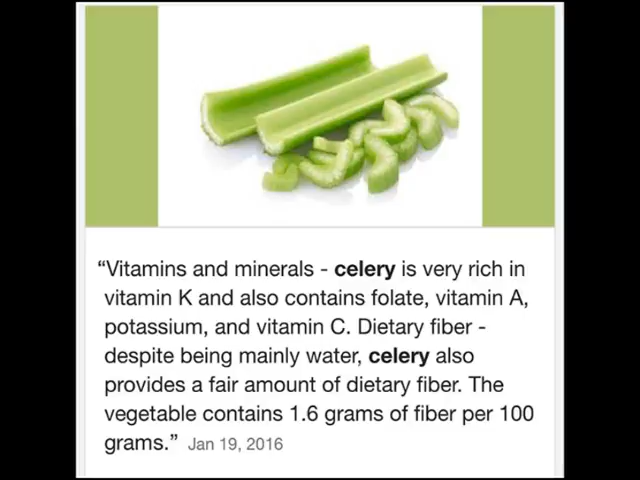 “Vitamins and minerals - celery is very rich in
vitamin K and also contains folate, vitamin A,
potassium, and vitamin C. Dietary fiber -
despite being mainly water, celery also
provides a fair amount of dietary fiber. The
vegetable contains 1.6 grams of fiber per 100
grams.” Jan 19, 2016